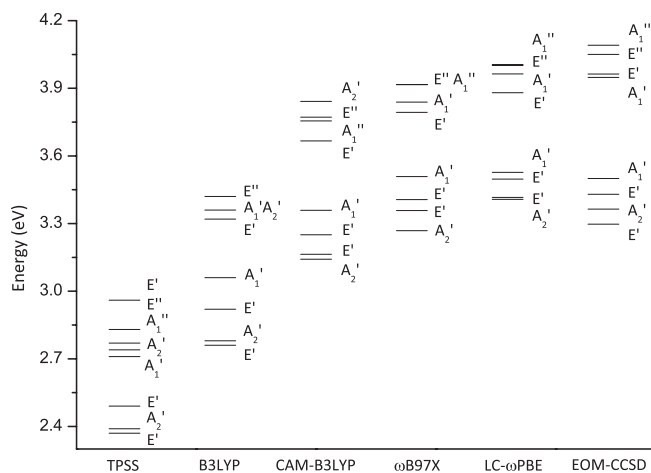 Energy (eV)
4.2
3.9
3.6
3.3
3.0
2.7
2.4
E'
E''
A₁''
A₂'
A₁'
E'
A₂'
E'
E''
A₁'A₂'
E'
A₁'
E'
A₂'
E'
A₂'
E''
A₁''
E'
A₁'
E'
E'
A₂'
E'' A₁''
A₁'
E'
A₁'
E'
E'
A₂'
A₁''
E''
A₁'
E'
A₁'
E'
E'
A₂'
A₁''
E''
E'
A₁'
A₁'
E'
A₂'
E'
TPSS B3LYP CAM-B3LYP ωB97X LC-ωPBE EOM-CCSD